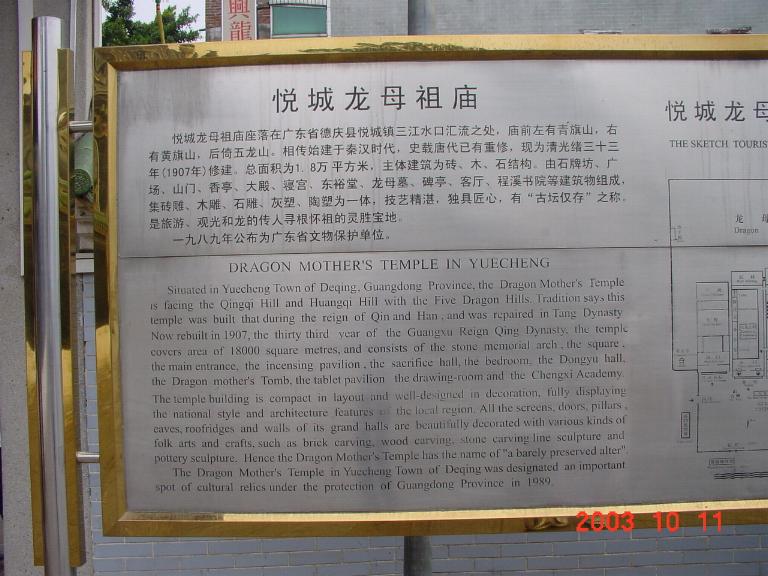 興龍
悦城龙母祖庙
悦城龙母祖庙座落在广东省德庆县悦城镇三江水口汇流之处，庙前左有青旗山，右
有黄旗山，后倚五龙山。相传始建于秦汉时代，史载唐代已有重修，现为清光绪三十三
年(1907年)修建。总面积为1.8万平方米，主体建筑为砖、木、石结构。由石牌坊、广
场、山门、香亭、大殿、寝宫、东裕堂、龙母墓、碑亭、客厅、程溪书院等建筑物组成，
集砖雕、木雕、石雕、灰塑、陶塑为一体，技艺精湛，独具匠心，有“古坛仅存”之称。
是旅游、观光和龙的传人寻根怀祖的灵胜宝地。
一九八九年公布为广东省文物保护单位。
DRAGON MOTHER'S TEMPLE IN YUECHENG
Situated in Yuecheng Town of Deqing, Guangdong Province, the Dragon Mother's Temple
is facing the Qingqi Hill and Huangqi Hill with the Five Dragon Hills. Tradition says this
temple was built that during the reign of Qin and Han, and was repaired in Tang Dynasty
Now rebuilt in 1907, the thirty third year of the Guangxu Reign Qing Dynasty, the temple
covers area of 18000 square metres, and consists of the stone memorial arch, the square,
the main entrance, the incensing pavilion, the sacrifice hall, the bedroom, the Dongyu hall,
the Dragon mother's Tomb, the tablet pavilion the drawing-room and the Chengxi Academy.
The temple building is compact in layout and well-designed in decoration, fully displaying
the national style and architecture features of the local region. All the screens, doors, pillars,
eaves, roofridges and walls of its grand halls are beautifully decorated with various kinds of
folk arts and crafts, such as brick carving, wood carving, stone carving line sculpture and
pottery sculpture. Hence the Dragon Mother's Temple has the name of "a barely preserved alter".
The Dragon Mother's Temple in Yuecheng Town of Deqing was designated an important
spot of cultural relics under the protection of Guangdong Province in 1989.
悦城龙母
THE SKETCH TOURIS
龙 母
Dragon
2003 10 11